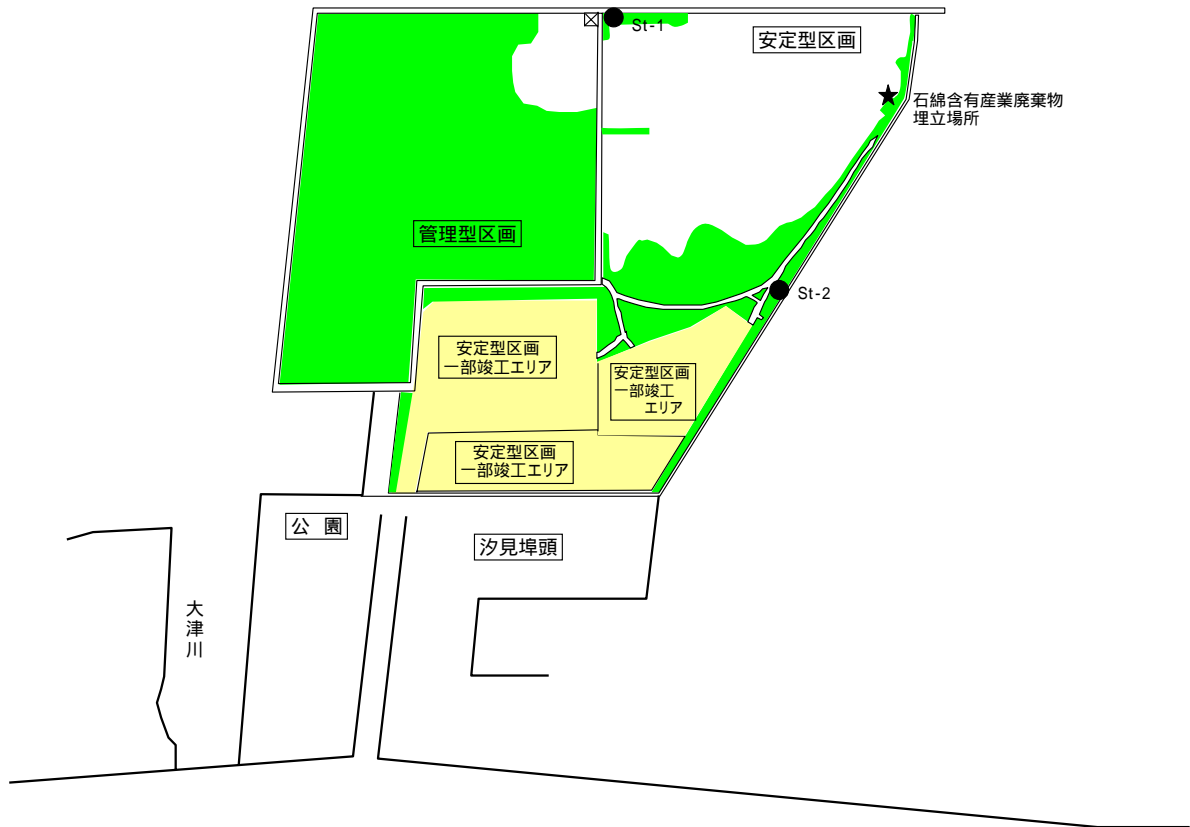 St-1
安定型区画
石綿含有産業廃棄物
埋立場所
管理型区画
St-2
安定型区画
一部竣工エリア
安定型区画
一部竣工
エリア
安定型区画
一部竣工エリア
公 園
汐見埠頭
大津川